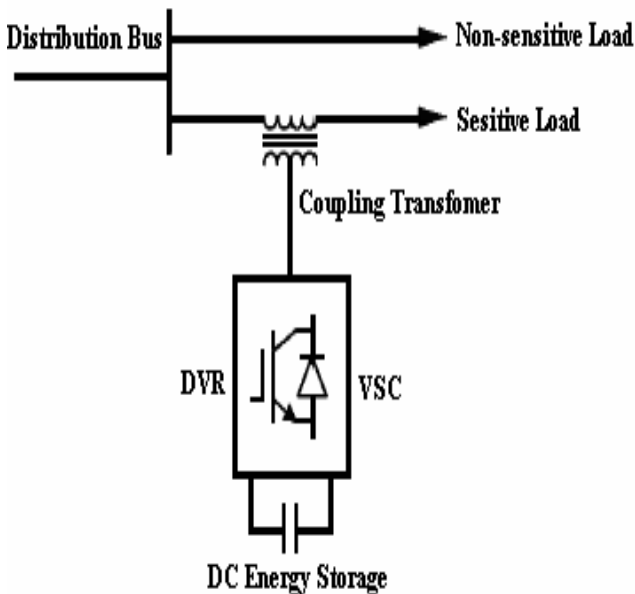 Distribution Bus
Non-sensitive Load
Sesitive Load
Coupling Transfomer
DVR
VSC
DC Energy Storage